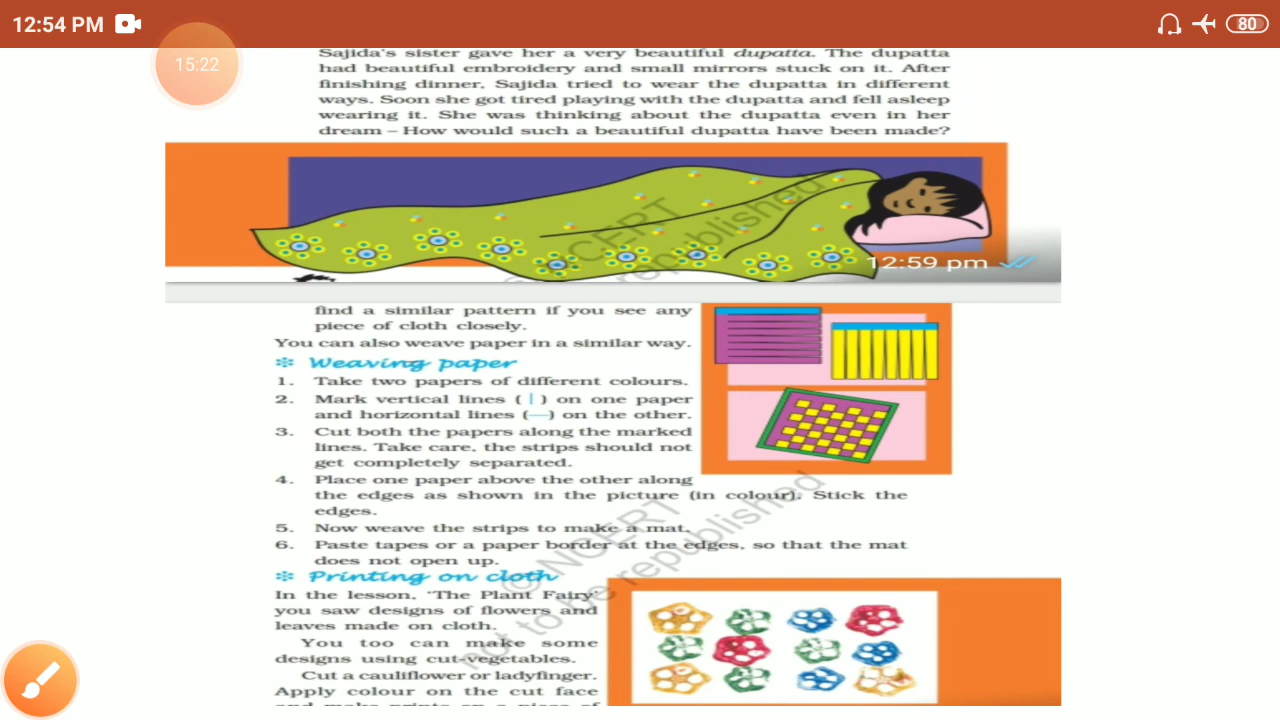 12:54 PM
80
15:22
Sajida's sister gave her a very beautiful dupatta. The dupatta
had beautiful embroidery and small mirrors stuck on it. After
finishing dinner, Sajida tried to wear the dupatta in different
ways. Soon she got tired playing with the dupatta and fell asleep
wearing it. She was thinking about the dupatta even in her
dream – How would such a beautiful dupatta have been made?
12:59 pm
find a similar pattern if you see any
piece of cloth closely.
You can also weave paper in a similar way.
Weaving paper
1. Take two papers of different colours.
2. Mark vertical lines ( | ) on one paper
and horizontal lines (—) on the other.
3. Cut both the papers along the marked
lines. Take care, the strips should not
get completely separated.
4. Place one paper above the other along
the edges as shown in the picture (in colour). Stick the
edges.
5. Now weave the strips to make a mat.
6. Paste tapes or a paper border at the edges, so that the mat
does not open up.
Printing on cloth
In the lesson, 'The Plant Fairy'
you saw designs of flowers and
leaves made on cloth.
You too can make some
designs using cut-vegetables.
Cut a cauliflower or ladyfinger.
Apply colour on the cut face
© NCERT
not to be republished